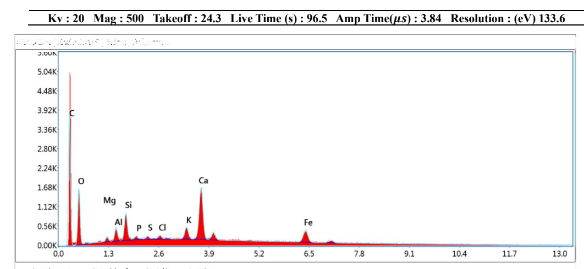 Kv : 20 Mag : 500 Takeoff : 24.3 Live Time (s) : 96.5 Amp Time(μs) : 3.84 Resolution : (eV) 133.6
5.60K
5.04K
4.48K
3.92K
3.36K
2.80K
2.24K
1.68K
1.12K
0.56K
0.00K
C
O
Mg
Al
Si
P
S
Cl
K
Ca
Fe
0.0 1.3 2.6 3.9 5.2 6.5 7.8 9.1 10.4 11.7 13.0